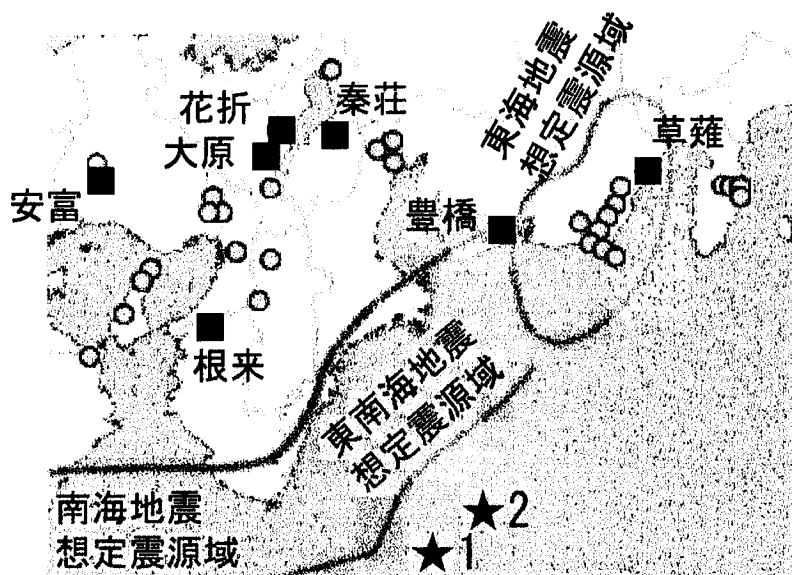 東海地震
想定震源域
花折
秦荘
草薙
大原
安富
豊橋
根来
東南海地震
想定震源域
南海地震
想定震源域
★2
★1